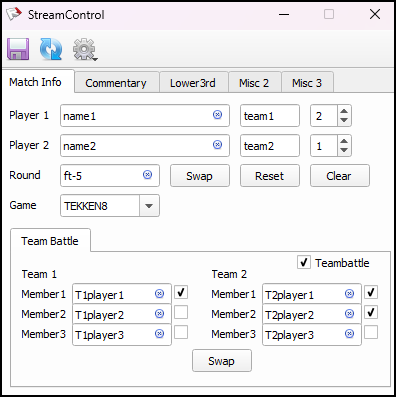 StreamControl
Match Info Commentary Lower3rd Misc 2 Misc 3
Player 1 name1 team1 2
Player 2 name2 team2 1
Round ft-5 Swap Reset Clear
Game TEKKEN8
Team Battle
Teambattle
Team 1 Team 2
Member1 T1player1 Member1 T2player1
Member2 T1player2 Member2 T2player2
Member3 T1player3 Member3 T2player3
Swap